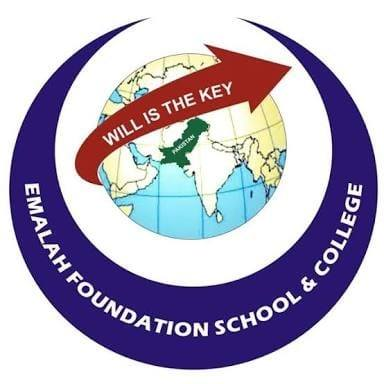 WILL IS THE KEY
PAKISTAN
EMALAH FOUNDATION SCHOOL & COLLEGE